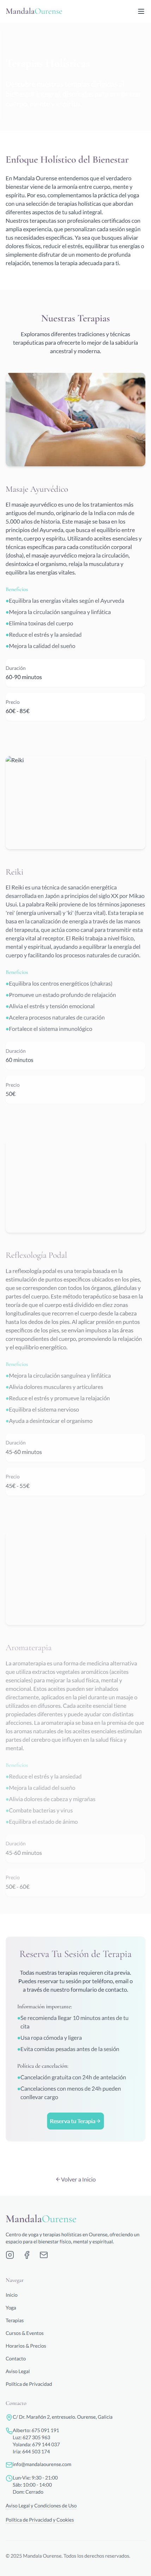 MandalaOurense
Enfoque Holístico del Bienestar
En Mandala Ourense entendemos que el verdadero
bienestar viene de la armonía entre cuerpo, mente y
espíritu. Por eso, complementamos la práctica del yoga con
una selección de terapias holísticas que abordan diferentes
aspectos de tu salud integral.
Nuestros terapeutas son profesionales certificados con
amplia experiencia, que personalizan cada sesión según
tus necesidades específicas. Ya sea que busques aliviar
dolores físicos, reducir el estrés, equilibrar tus energías o
simplemente disfrutar de un momento de profunda
relajación, tenemos la terapia adecuada para ti.
Nuestras Terapias
Exploramos diferentes tradiciones y técnicas
terapéuticas para ofrecerte lo mejor de la sabiduría
ancestral y moderna.
Masaje Ayurvédico
El masaje ayurvédico es uno de los tratamientos más
antiguos del mundo, originario de la India con más de
5.000 años de historia. Este masaje se basa en los
principios del Ayurveda, que busca el equilibrio entre
mente, cuerpo y espíritu. Utilizando aceites esenciales y
técnicas específicas para cada constitución corporal
(dosha), el masaje ayurvédico mejora la circulación,
desintoxica el organismo, relaja la musculatura y
equilibra las energías vitales.
Beneficios
•Equilibra las energías vitales según el Ayurveda
•Mejora la circulación sanguínea y linfática
•Elimina toxinas del cuerpo
•Reduce el estrés y la ansiedad
•Mejora la calidad del sueño
Duración
60-90 minutos
Precio
60€ - 85€
Reiki
Reiki
El Reiki es una técnica de sanación energética
desarrollada en Japón a principios del siglo XX por Mikao
Usui. La palabra Reiki proviene de los términos japoneses
'rei' (energía universal) y 'ki' (fuerza vital). Esta terapia se
basa en la canalización de energía a través de las manos
del terapeuta, que actúa como canal para transmitir esta
energía vital al receptor. El Reiki trabaja a nivel físico,
mental y espiritual, ayudando a equilibrar la energía del
cuerpo y facilitando los procesos naturales de curación.
Beneficios
•Equilibra los centros energéticos (chakras)
•Promueve un estado profundo de relajación
•Alivia el estrés y tensión emocional
•Acelera procesos naturales de curación
•Fortalece el sistema inmunológico
Duración
60 minutos
Precio
50€
Reflexología Podal
La reflexología podal es una terapia basada en la
estimulación de puntos específicos ubicados en los pies,
que se corresponden con todos los órganos, glándulas y
partes del cuerpo. Este método terapéutico se basa en la
teoría de que el cuerpo está dividido en diez zonas
longitudinales que recorren el cuerpo desde la cabeza
hasta los dedos de los pies. Al aplicar presión en puntos
específicos de los pies, se envían impulsos a las áreas
correspondientes del cuerpo, promoviendo la relajación
y el equilibrio energético.
Beneficios
•Mejora la circulación sanguínea y linfática
•Alivia dolores musculares y articulares
•Reduce el estrés y promueve la relajación
•Equilibra el sistema nervioso
•Ayuda a desintoxicar el organismo
Duración
45-60 minutos
Precio
45€ - 55€
Aromaterapia
La aromaterapia es una forma de medicina alternativa
que utiliza extractos vegetales aromáticos (aceites
esenciales) para mejorar la salud física, mental y
emocional. Estos aceites pueden ser inhalados
directamente, aplicados en la piel durante un masaje o
utilizados en difusores. Cada aceite esencial tiene
propiedades diferentes y puede ayudar con distintas
afecciones. La aromaterapia se basa en la premisa de que
los aromas naturales de los aceites esenciales estimulan
partes del cerebro que influyen en la salud física y
mental.
Beneficios
•Reduce el estrés y la ansiedad
•Mejora la calidad del sueño
•Alivia dolores de cabeza y migrañas
•Combate bacterias y virus
•Equilibra el estado de ánimo
Duración
45-60 minutos
Precio
50€ - 60€
Reserva Tu Sesión de Terapia
Todas nuestras terapias requieren cita previa.
Puedes reservar tu sesión por teléfono, email o
a través de nuestro formulario de contacto.
Información importante:
•Se recomienda llegar 10 minutos antes de tu
cita
•Usa ropa cómoda y ligera
•Evita comidas pesadas antes de la sesión
Política de cancelación:
•Cancelación gratuita con 24h de antelación
•Cancelaciones con menos de 24h pueden
conllevar cargo
Reserva tu Terapia→
← Volver a Inicio
MandalaOurense
Centro de yoga y terapias holísticas en Ourense, ofreciendo un
espacio para el bienestar físico, mental y espiritual.
Navegar
Inicio
Yoga
Terapias
Cursos & Eventos
Horarios & Precios
Contacto
Aviso Legal
Política de Privacidad
Contacto
C/ Dr. Marañón 2, entresuelo. Ourense, Galicia
Alberto: 675 091 191
Luz: 627 305 963
Yolanda: 679 144 037
Iria: 644 503 174
info@mandalaourense.com
Lun-Vie: 9:30 - 21:00
Sáb: 10:00 - 14:00
Dom: Cerrado
Aviso Legal y Condiciones de Uso
Política de Privacidad y Cookies
© 2025 Mandala Ourense. Todos los derechos reservados.